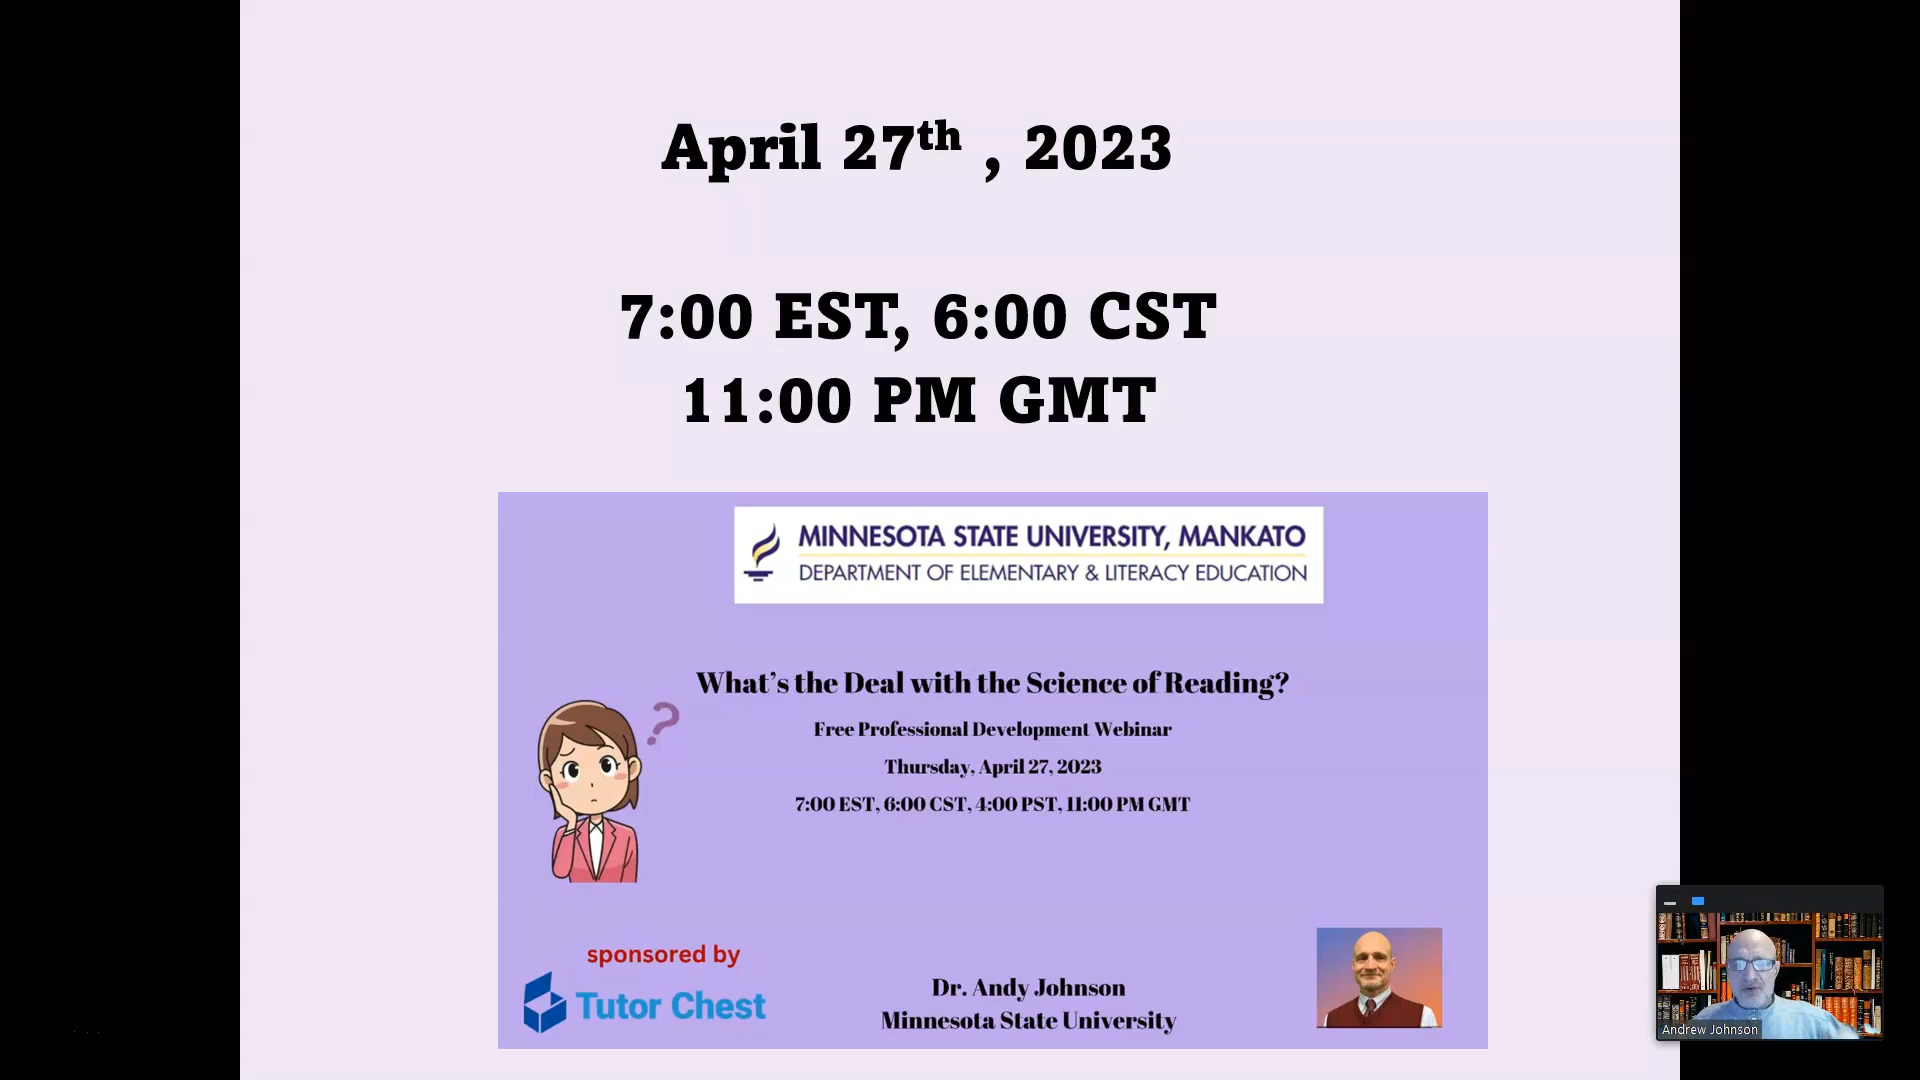 April 27th , 2023
7:00 EST, 6:00 CST
11:00 PM GMT
MINNESOTA STATE UNIVERSITY, MANKATO
DEPARTMENT OF ELEMENTARY & LITERACY EDUCATION
What's the Deal with the Science of Reading?
?
Free Professional Development Webinar
Thursday, April 27, 2023
7:00 EST, 6:00 CST, 4:00 PST, 11:00 PM GMT
sponsored by
Tutor Chest
Dr. Andy Johnson
Minnesota State University
Andrew Johnson